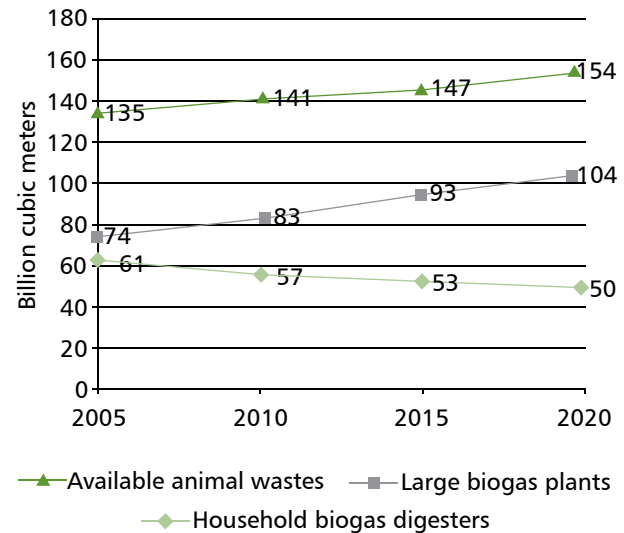 180
160
140
120
100
80
60
40
20
0
Billion cubic meters
135 141 147 154
74 83 93 104
61 57 53 50
2005 2010 2015 2020
Available animal wastes Large biogas plants
Household biogas digesters